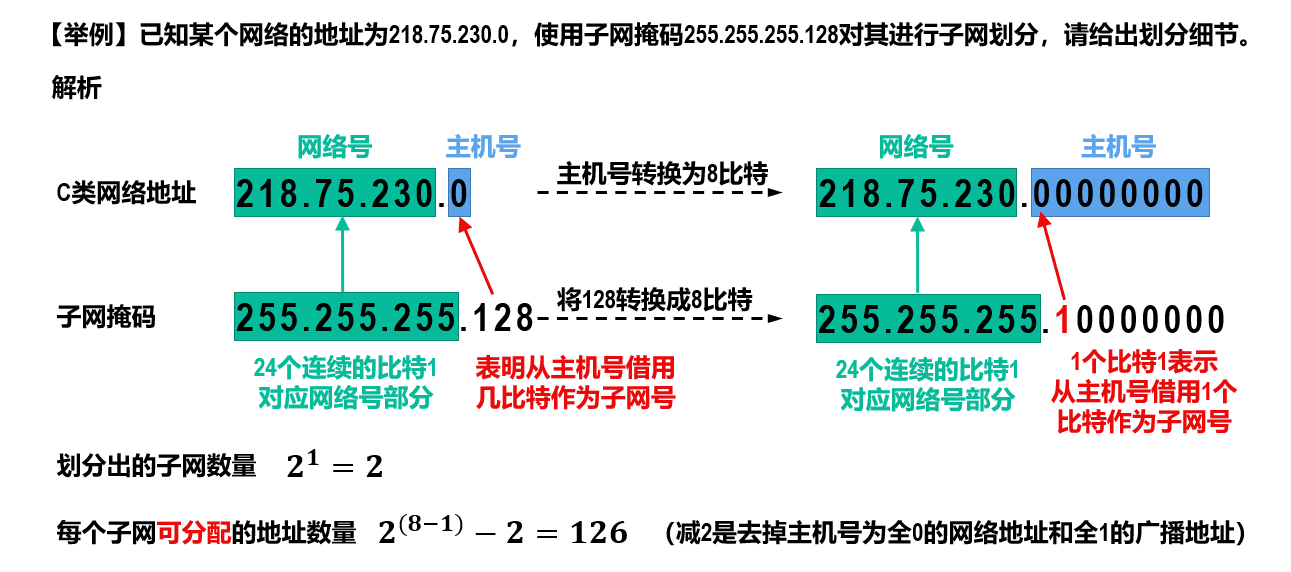 【举例】已知某个网络的地址为218.75.230.0，使用子网掩码255.255.255.128对其进行子网划分，请给出划分细节。
解析
网络号 主机号 网络号 主机号
C类网络地址 218.75.230.0 主机号转换为8比特 218.75.230.00000000
子网掩码 255.255.255.128 将128转换成8比特 255.255.255.10000000
24个连续的比特1
对应网络号部分
表明从主机号借用
几比特作为子网号
24个连续的比特1
对应网络号部分
1个比特1表示
从主机号借用1个
比特作为子网号
划分出的子网数量 2^1 = 2
每个子网可分配的地址数量 2^(8−1) − 2 = 126 （减2是去掉主机号为全0的网络地址和全1的广播地址）